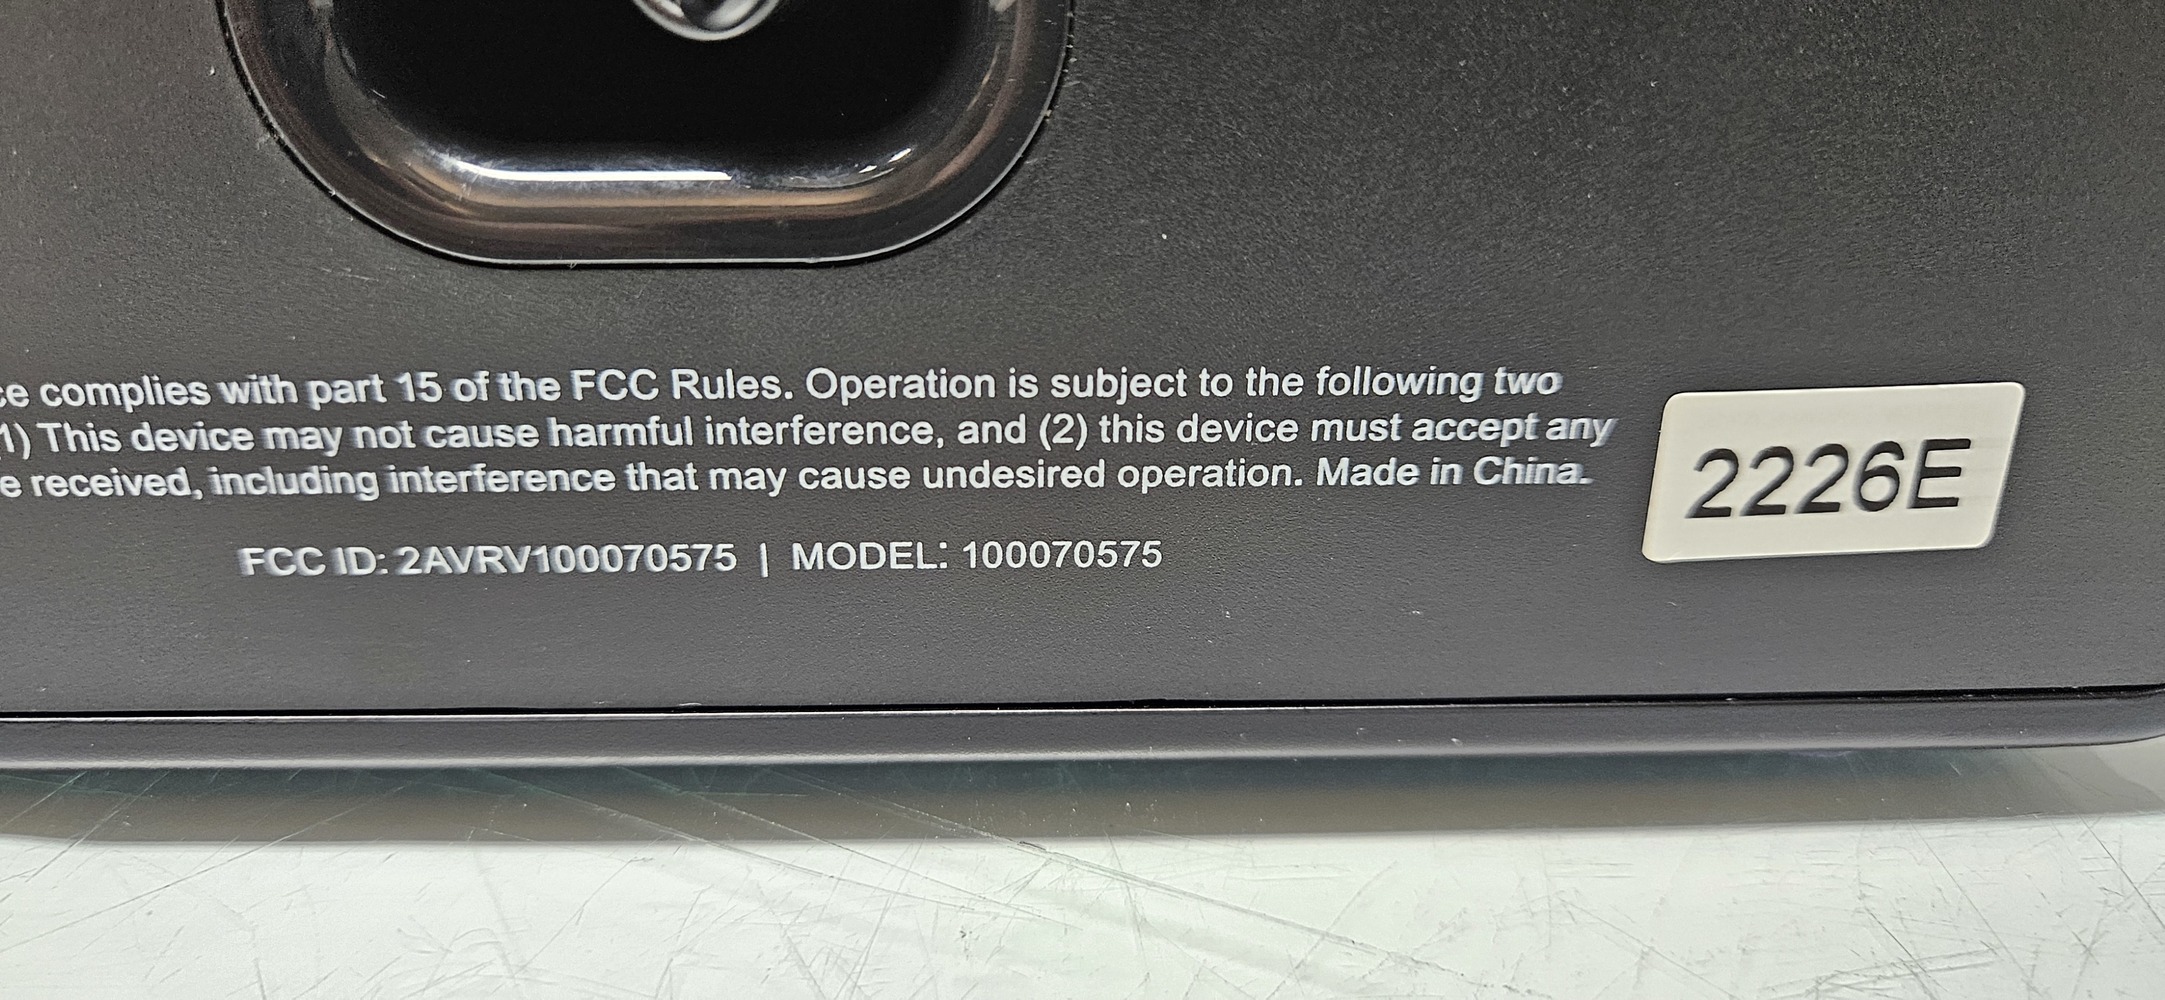 ce complies with part 15 of the FCC Rules. Operation is subject to the following two
1) This device may not cause harmful interference, and (2) this device must accept any
e received, including interference that may cause undesired operation. Made in China.
2226E
FCC ID: 2AVRV100070575 | MODEL: 100070575